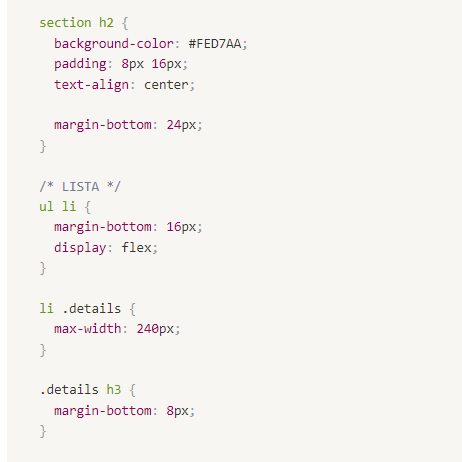 section h2 {
  background-color: #FED7AA;
  padding: 8px 16px;
  text-align: center;

  margin-bottom: 24px;
}

/* LISTA */
ul li {
  margin-bottom: 16px;
  display: flex;
}

li .details {
  max-width: 240px;
}

.details h3 {
  margin-bottom: 8px;
}